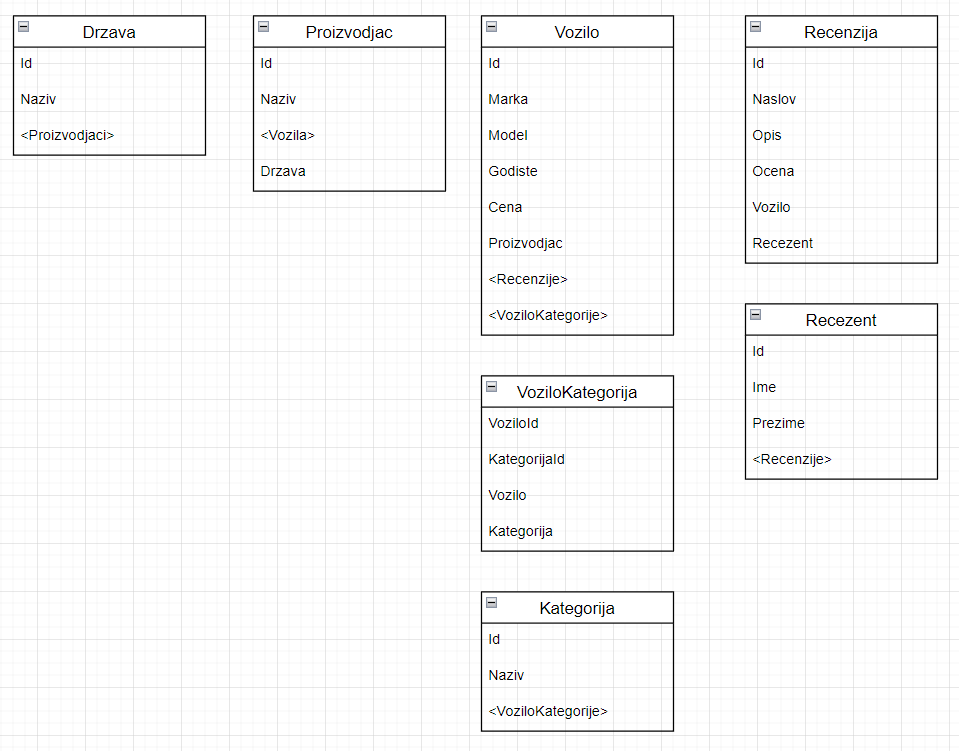 Drzava
Id
Naziv
<Proizvodjaci>
Proizvodjac
Id
Naziv
<Vozila>
Drzava
Vozilo
Id
Marka
Model
Godiste
Cena
Proizvodjac
<Recenzije>
<VoziloKategorije>
VoziloKategorija
VoziloId
KategorijaId
Vozilo
Kategorija
Kategorija
Id
Naziv
<VoziloKategorije>
Recenzija
Id
Naslov
Opis
Ocena
Vozilo
Recezent
Recezent
Id
Ime
Prezime
<Recenzije>